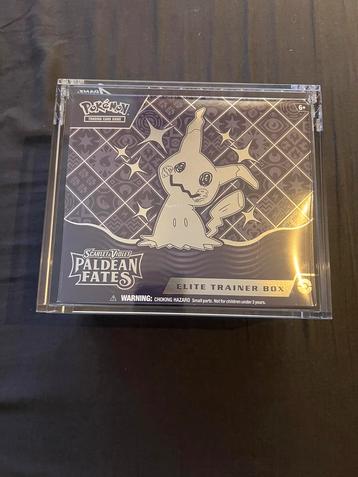 POKÉMON
TRADING CARD GAME
6+
SCARLET & VIOLET
PALDEAN
FATES
ELITE TRAINER BOX
WARNING: CHOKING HAZARD Small parts. Not for children under 3 years.